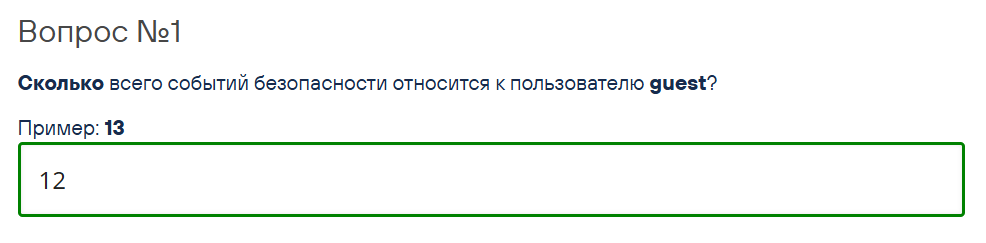 Вопрос №1
Сколько всего событий безопасности относится к пользователю guest?
Пример: 13
12